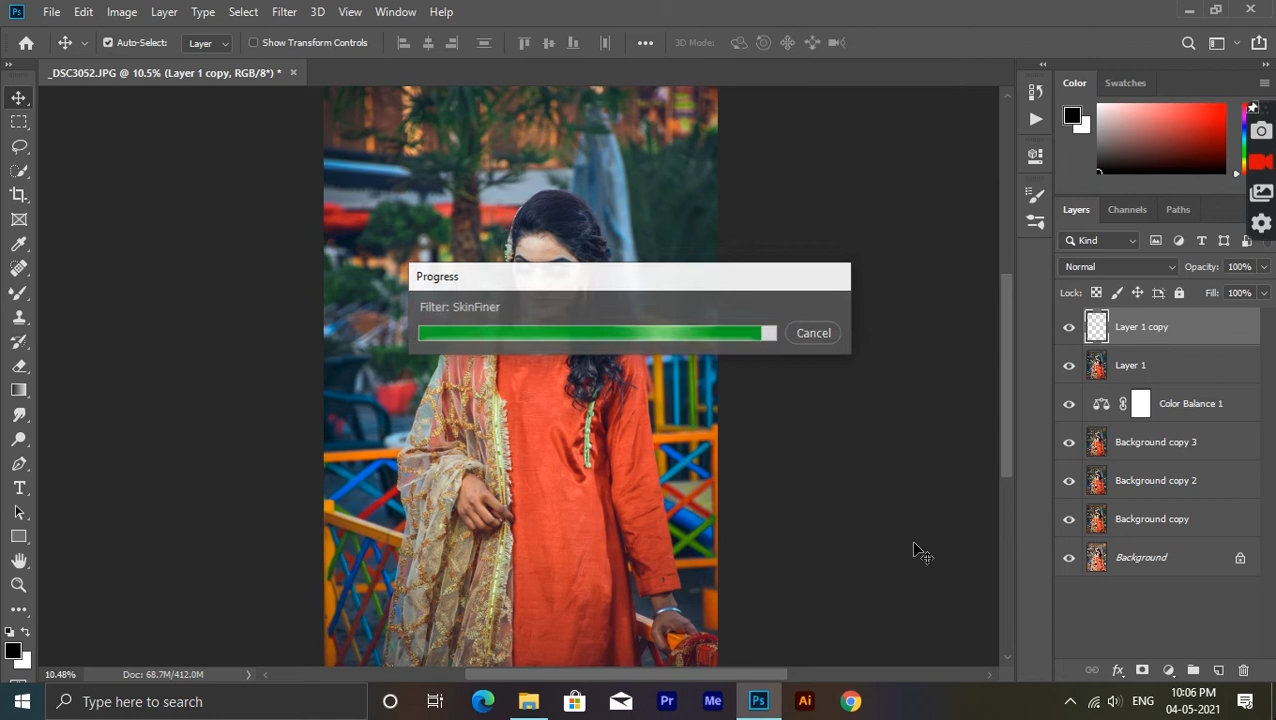 Ps File Edit Image Layer Type Select Filter 3D View Window Help
Auto-Select: Layer Show Transform Controls 3D Mode:
_DSC3052.JPG @ 10.5% (Layer 1 copy, RGB/8*) *
Color Swatches
Layers Channels Paths
Kind
Normal Opacity: 100%
Lock: Fill: 100%
Layer 1 copy
Layer 1
Color Balance 1
Background copy 3
Background copy 2
Background copy
Background
Progress
Filter: SkinFiner
Cancel
10.48% Doc: 68.7M/412.0M
Type here to search
Pr Me Ps Ai
ENG
10:06 PM
04-05-2021